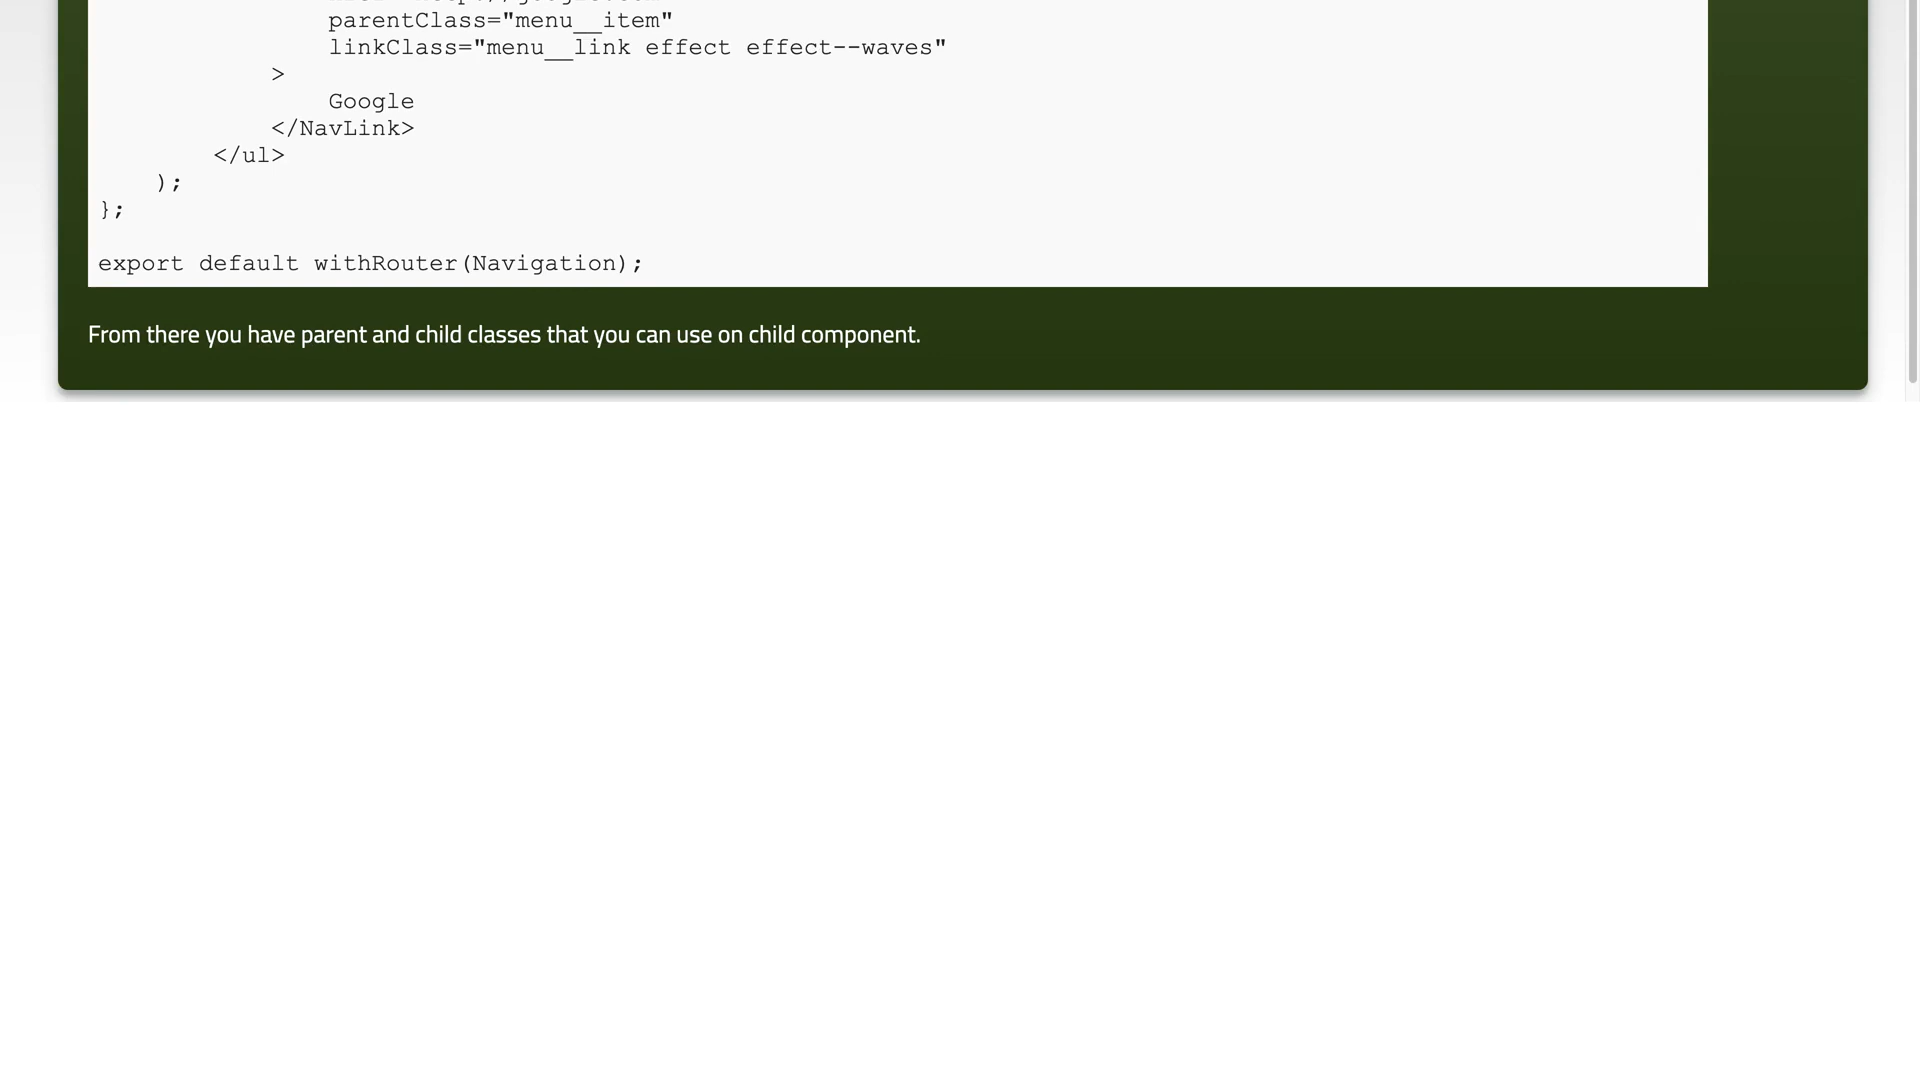 parentClass="menu__item"
linkClass="menu__link effect effect--waves"
>
Google
</NavLink>
</ul>
);
};
export default withRouter(Navigation);
From there you have parent and child classes that you can use on child component.